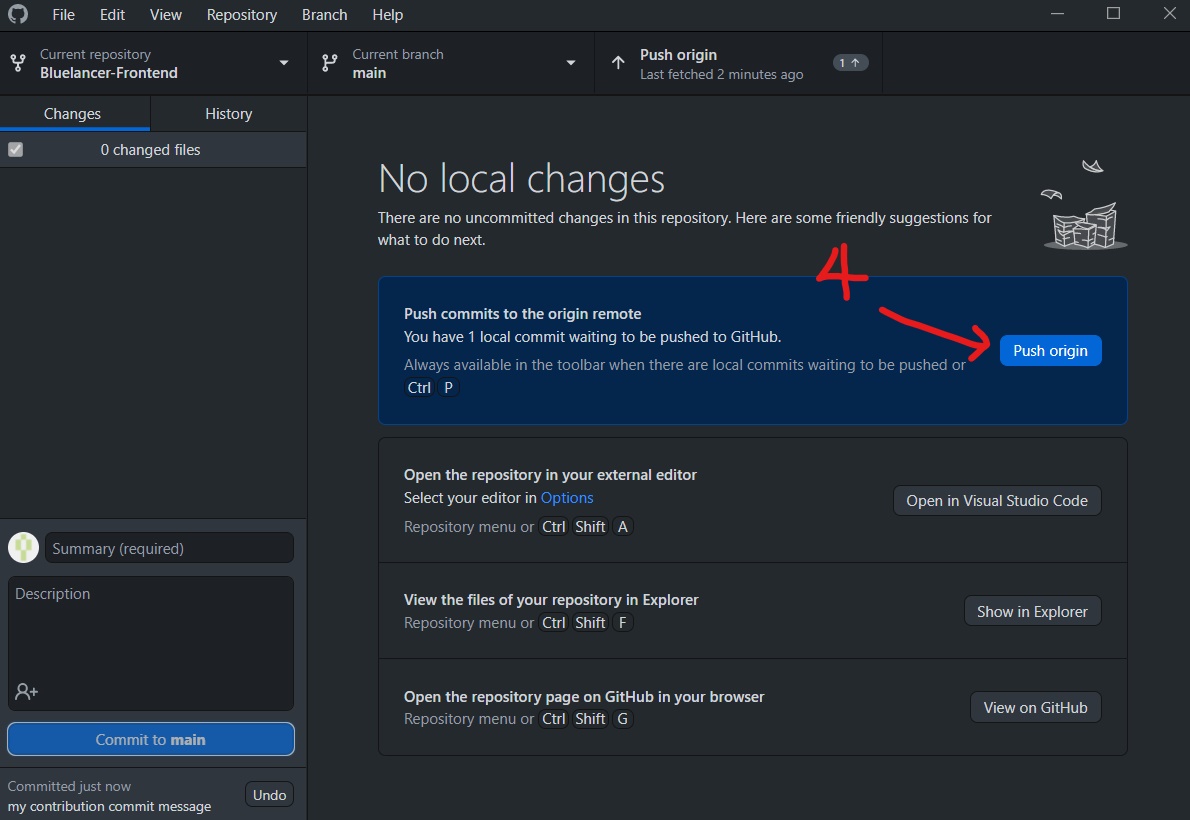 File Edit View Repository Branch Help
Current repository
Bluelancer-Frontend
Current branch
main
Push origin
Last fetched 2 minutes ago
1
Changes
History
0 changed files
No local changes
There are no uncommitted changes in this repository. Here are some friendly suggestions for
what to do next.
4
Push commits to the origin remote
You have 1 local commit waiting to be pushed to GitHub.
Always available in the toolbar when there are local commits waiting to be pushed or
Ctrl P
Push origin
Open the repository in your external editor
Select your editor in Options
Repository menu or Ctrl Shift A
Open in Visual Studio Code
View the files of your repository in Explorer
Repository menu or Ctrl Shift F
Show in Explorer
Open the repository page on GitHub in your browser
Repository menu or Ctrl Shift G
View on GitHub
Summary (required)
Description
Commit to main
Committed just now
my contribution commit message
Undo